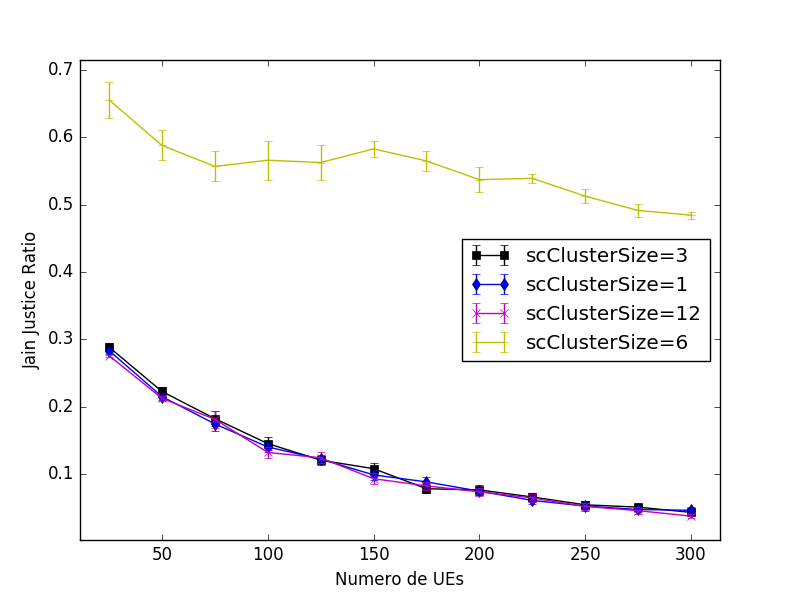 0.7
0.6
0.5
0.4
0.3
0.2
0.1
Jain Justice Ratio
scClusterSize=3
scClusterSize=1
scClusterSize=12
scClusterSize=6
50 100 150 200 250 300
Numero de UEs